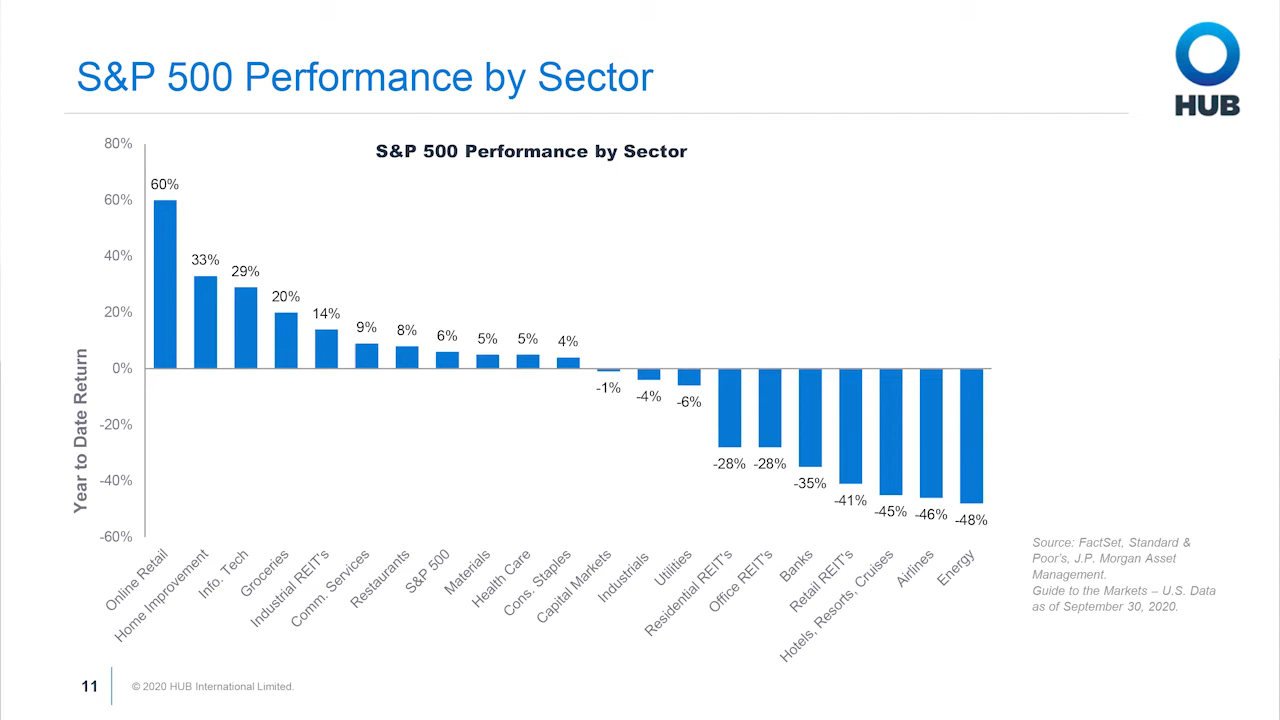 S&P 500 Performance by Sector
HUB
S&P 500 Performance by Sector
Year to Date Return
80%
60%
40%
20%
0%
-20%
-40%
-60%
60%
33%
29%
20%
14%
9%
8%
6%
5%
5%
4%
-1%
-4%
-6%
-28%
-28%
-35%
-41%
-45%
-46%
-48%
Online Retail
Home Improvement
Info. Tech
Groceries
Industrial REIT's
Comm. Services
Restaurants
S&P 500
Materials
Health Care
Cons. Staples
Capital Markets
Industrials
Utilities
Residential REIT's
Office REIT's
Banks
Retail REIT's
Hotels, Resorts, Cruises
Airlines
Energy
Source: FactSet, Standard &
Poor's, J.P. Morgan Asset
Management.
Guide to the Markets – U.S. Data
as of September 30, 2020.
11
© 2020 HUB International Limited.